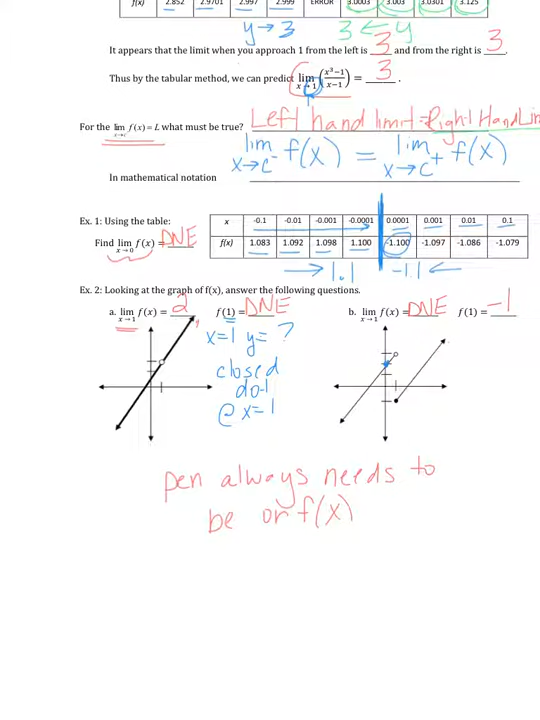 f(x) 2.852 2.9701 2.997 2.999 ERROR 3.0003 3.003 3.0301 3.125
y → 3 3 ← y
It appears that the limit when you approach 1 from the left is 3 and from the right is 3.
Thus by the tabular method, we can predict lim x→1 (x³−1 / x−1) = 3.
Left hand limit = Right Hand Lim
For the lim x→c f(x) = L what must be true?
lim x→c⁻ f(x) = lim x→c⁺ f(x)
In mathematical notation
Ex. 1: Using the table:
Find lim x→0 f(x) = DNE
x -0.1 -0.01 -0.001 -0.0001 0.0001 0.001 0.01 0.1
f(x) 1.083 1.092 1.098 1.100 -1.100 -1.097 -1.086 -1.079
→ 1.1 -1.1 ←
Ex. 2: Looking at the graph of f(x), answer the following questions.
a. lim x→1 f(x) = 2 f(1) = DNE b. lim x→1 f(x) = DNE f(1) = -1
x=1 y= ?
closed
dot
@ x=1
pen always needs to
be on f(x)